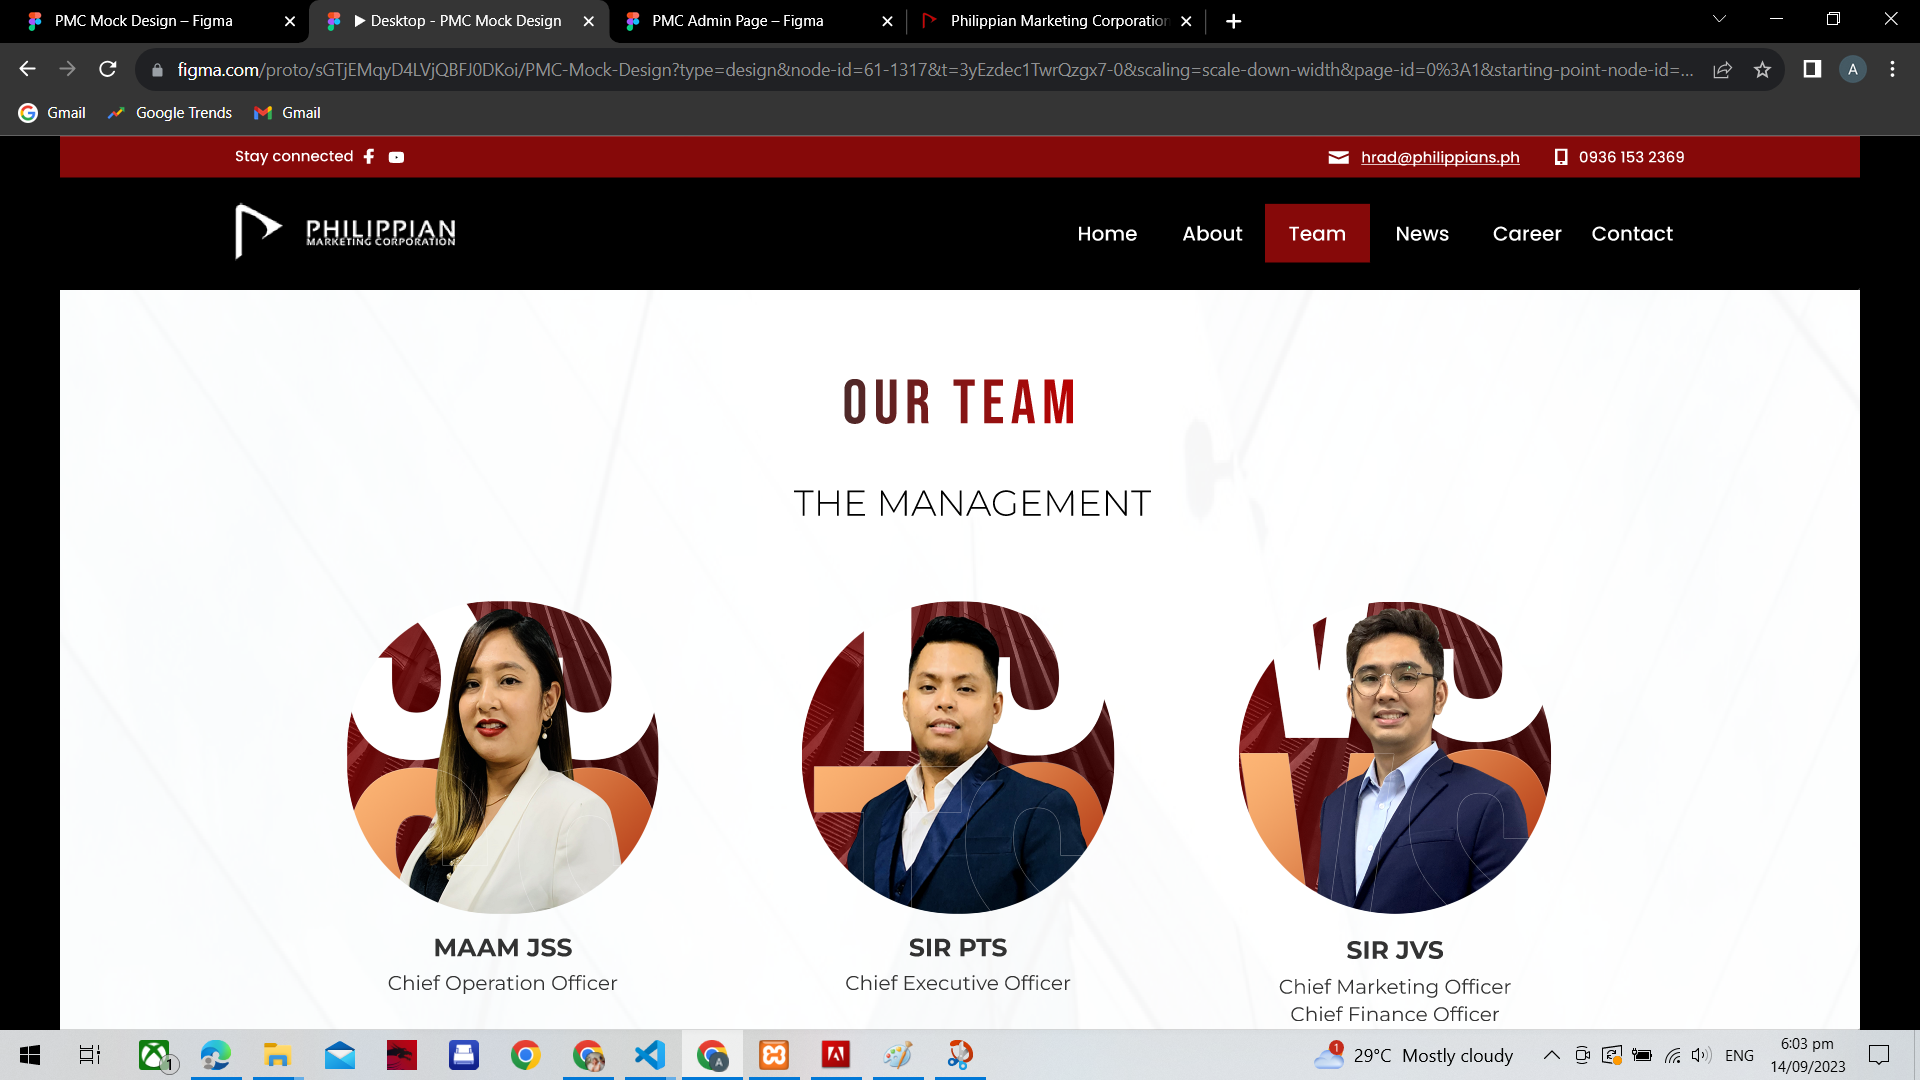 PMC Mock Design – Figma
Desktop - PMC Mock Design
PMC Admin Page – Figma
Philippian Marketing Corporation
figma.com/proto/sGTjEMqyD4LVjQBFJ0DKoi/PMC-Mock-Design?type=design&node-id=61-1317&t=3yEzdec1TwrQzgx7-0&scaling=scale-down-width&page-id=0%3A1&starting-point-node-id=...
A
Gmail
Google Trends
Gmail
Stay connected
hrad@philippians.ph
0936 153 2369
PHILIPPIAN
MARKETING CORPORATION
Home
About
Team
News
Career
Contact
OUR TEAM
THE MANAGEMENT
MAAM JSS
Chief Operation Officer
SIR PTS
Chief Executive Officer
SIR JVS
Chief Marketing Officer
Chief Finance Officer
1
A
1
29°C Mostly cloudy
ENG
6:03 pm
14/09/2023